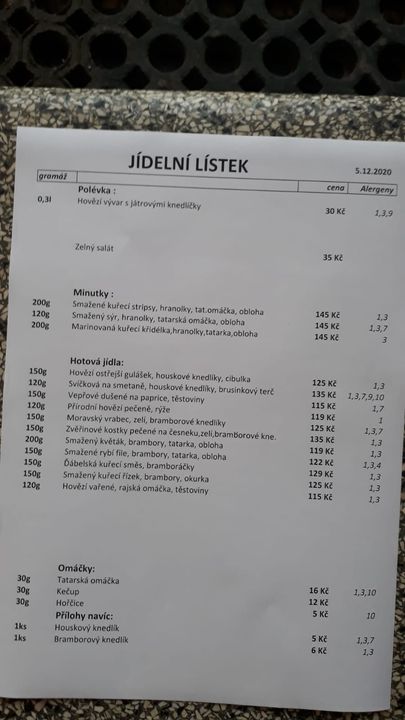 JÍDELNÍ LÍSTEK
5.12.2020
gramáž cena Alergeny
Polévka :
0,3l Hovězí vývar s játrovými knedlíčky 30 Kč 1,3,9
Zelný salát 35 Kč
Minutky :
200g Smažené kuřecí stripsy, hranolky, tat.omáčka, obloha 145 Kč 1,3
120g Smažený sýr, hranolky, tatarská omáčka, obloha 145 Kč 1,3,7
200g Marinovaná kuřecí křidélka,hranolky,tatarka,obloha 145 Kč 3
Hotová jídla:
150g Hovězí ostřejší gulášek, houskové knedlíky, cibulka 125 Kč 1,3
120g Svíčková na smetaně, houskové knedlíky, brusinkový terč 135 Kč 1,3,7,9,10
150g Vepřové dušené na paprice, těstoviny 115 Kč 1,7
120g Přírodní hovězí pečeně, rýže 119 Kč 1
150g Moravský vrabec, zelí, bramborové knedlíky 125 Kč 1,3,7
150g Zvěřinové kostky pečené na česneku,zelí,bramborové kne. 135 Kč 1,3
200g Smažený květák, brambory, tatarka, obloha 119 Kč 1,3
150g Smažené rybí file, brambory, tatarka, obloha 122 Kč 1,3,4
150g Ďábelská kuřecí směs, bramboráčky 129 Kč 1,3
150g Smažený kuřecí řízek, brambory, okurka 125 Kč 1,3
120g Hovězí vařené, rajská omáčka, těstoviny 115 Kč 1,3
Omáčky:
30g Tatarská omáčka 16 Kč 1,3,10
30g Kečup 12 Kč
30g Hořčice 5 Kč 10
Přílohy navíc:
1ks Houskový knedlík 5 Kč 1,3,7
1ks Bramborový knedlík 6 Kč 1,3